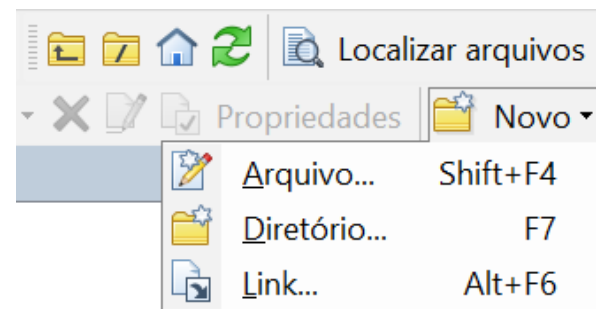 Localizar arquivos
Propriedades Novo
Arquivo... Shift+F4
Diretório... F7
Link... Alt+F6